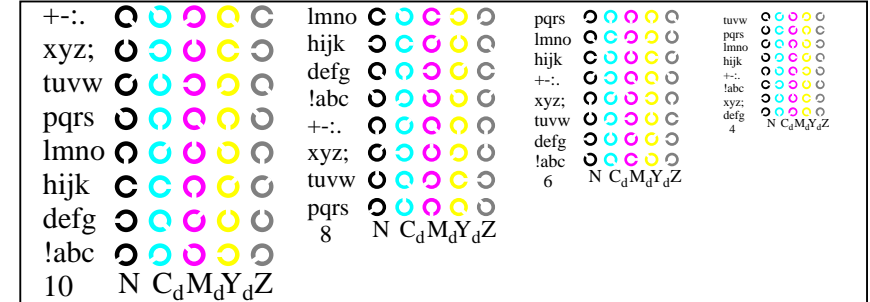 +-:.
xyz;
tuvw
pqrs
lmno
hijk
defg
!abc
10 N CdMdYdZ
lmno
hijk
defg
!abc
+-:.
xyz;
tuvw
pqrs
8 N CdMdYdZ
pqrs
lmno
hijk
+-:.
xyz;
tuvw
defg
!abc
6 N CdMdYdZ
tuvw
pqrs
lmno
hijk
+-:.
!abc
xyz;
defg
4 N CdMdYdZ